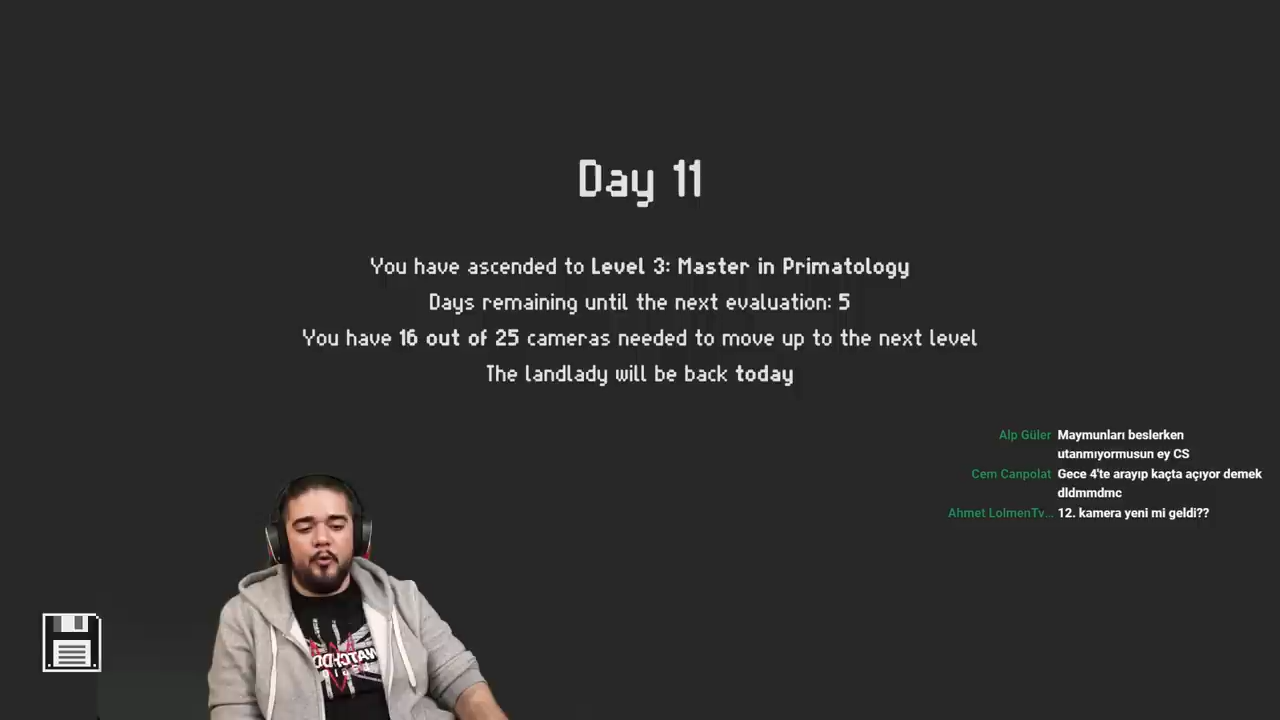 Day 11
You have ascended to Level 3: Master in Primatology
Days remaining until the next evaluation: 5
You have 16 out of 25 cameras needed to move up to the next level
The landlady will be back today
Alp Güler Maymunları beslerken
utanmıyormusun ey CS
Cem Canpolat Gece 4'te arayıp kaçta açıyor demek
dldmmdmc
Ahmet LolmenTv... 12. kamera yeni mi geldi??